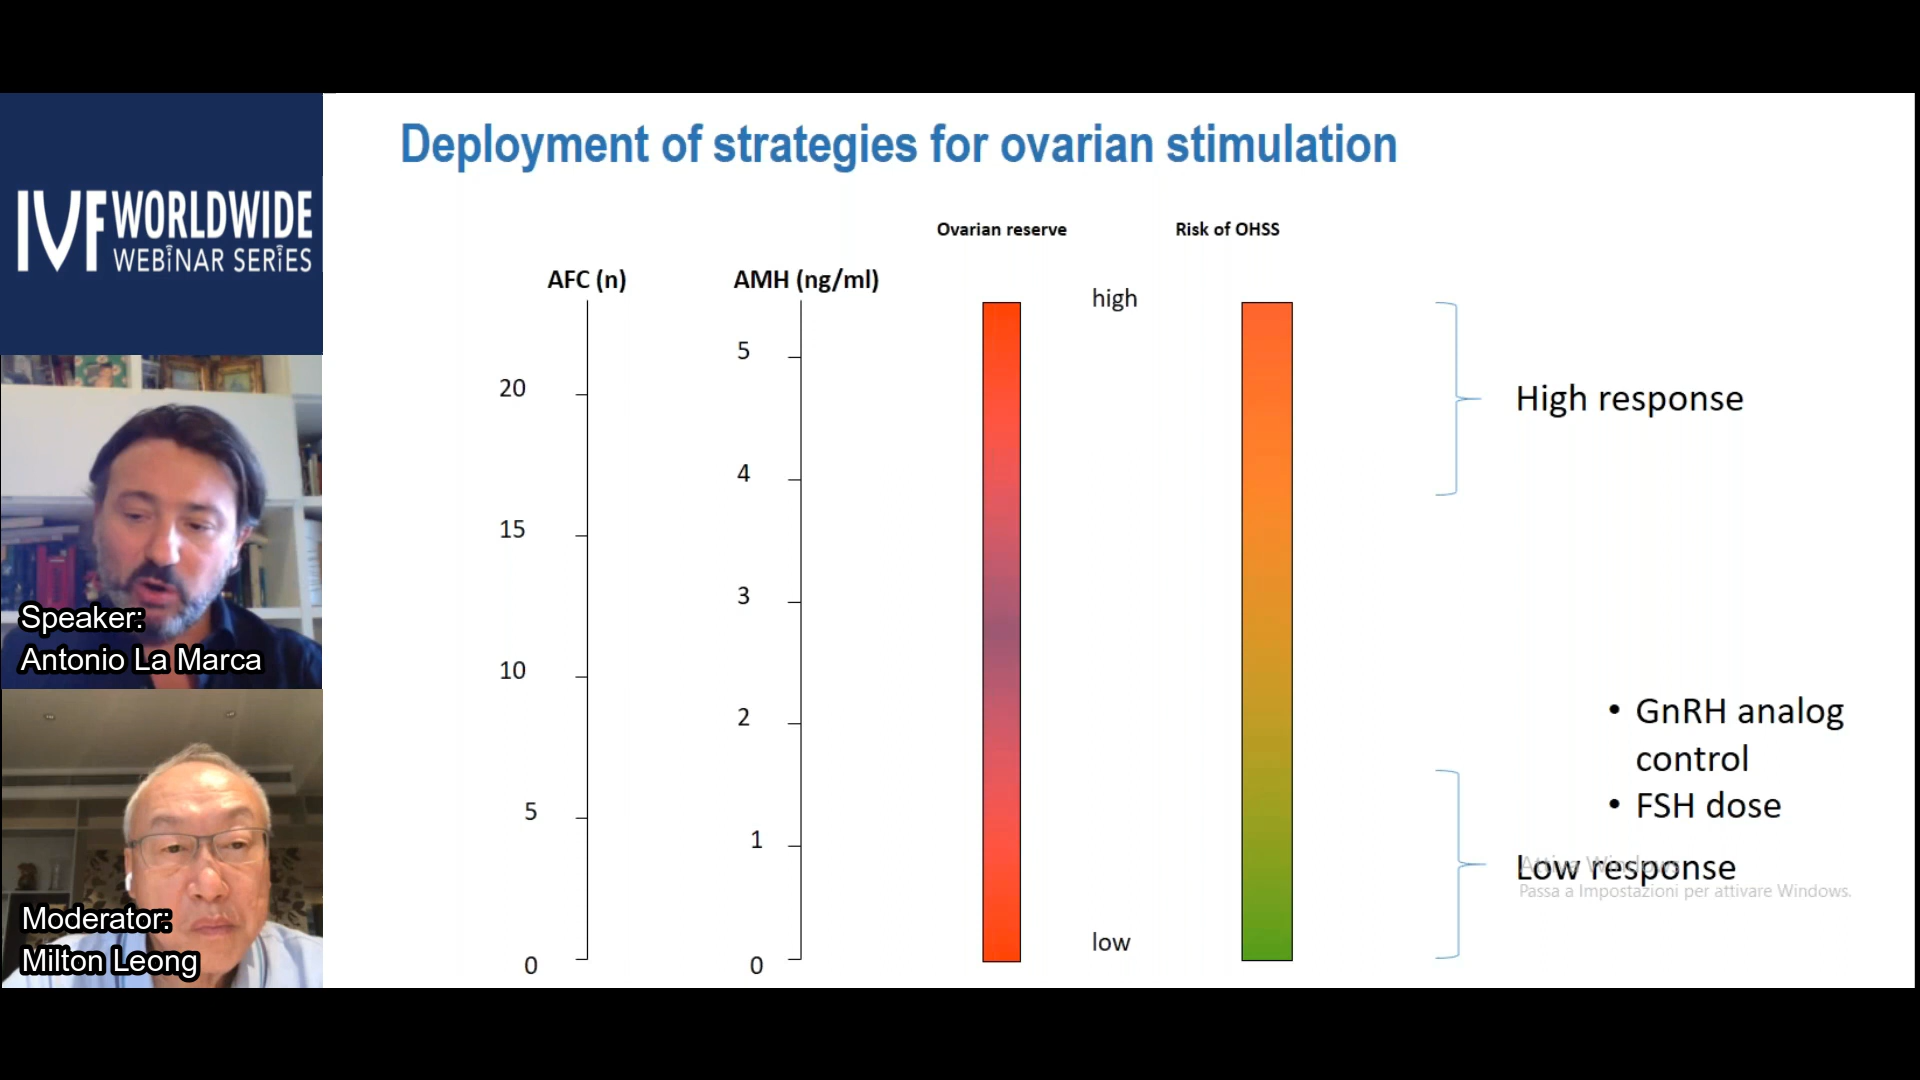 IVF WORLDWIDE
WEBINAR SERIES
Speaker:
Antonio La Marca
Moderator:
Milton Leong
Deployment of strategies for ovarian stimulation
Ovarian reserve
Risk of OHSS
AFC (n)
AMH (ng/ml)
20
15
10
5
0
5
4
3
2
1
0
high
low
High response
• GnRH analog
control
• FSH dose
Low response
Attiva Windows
Passa a Impostazioni per attivare Windows.